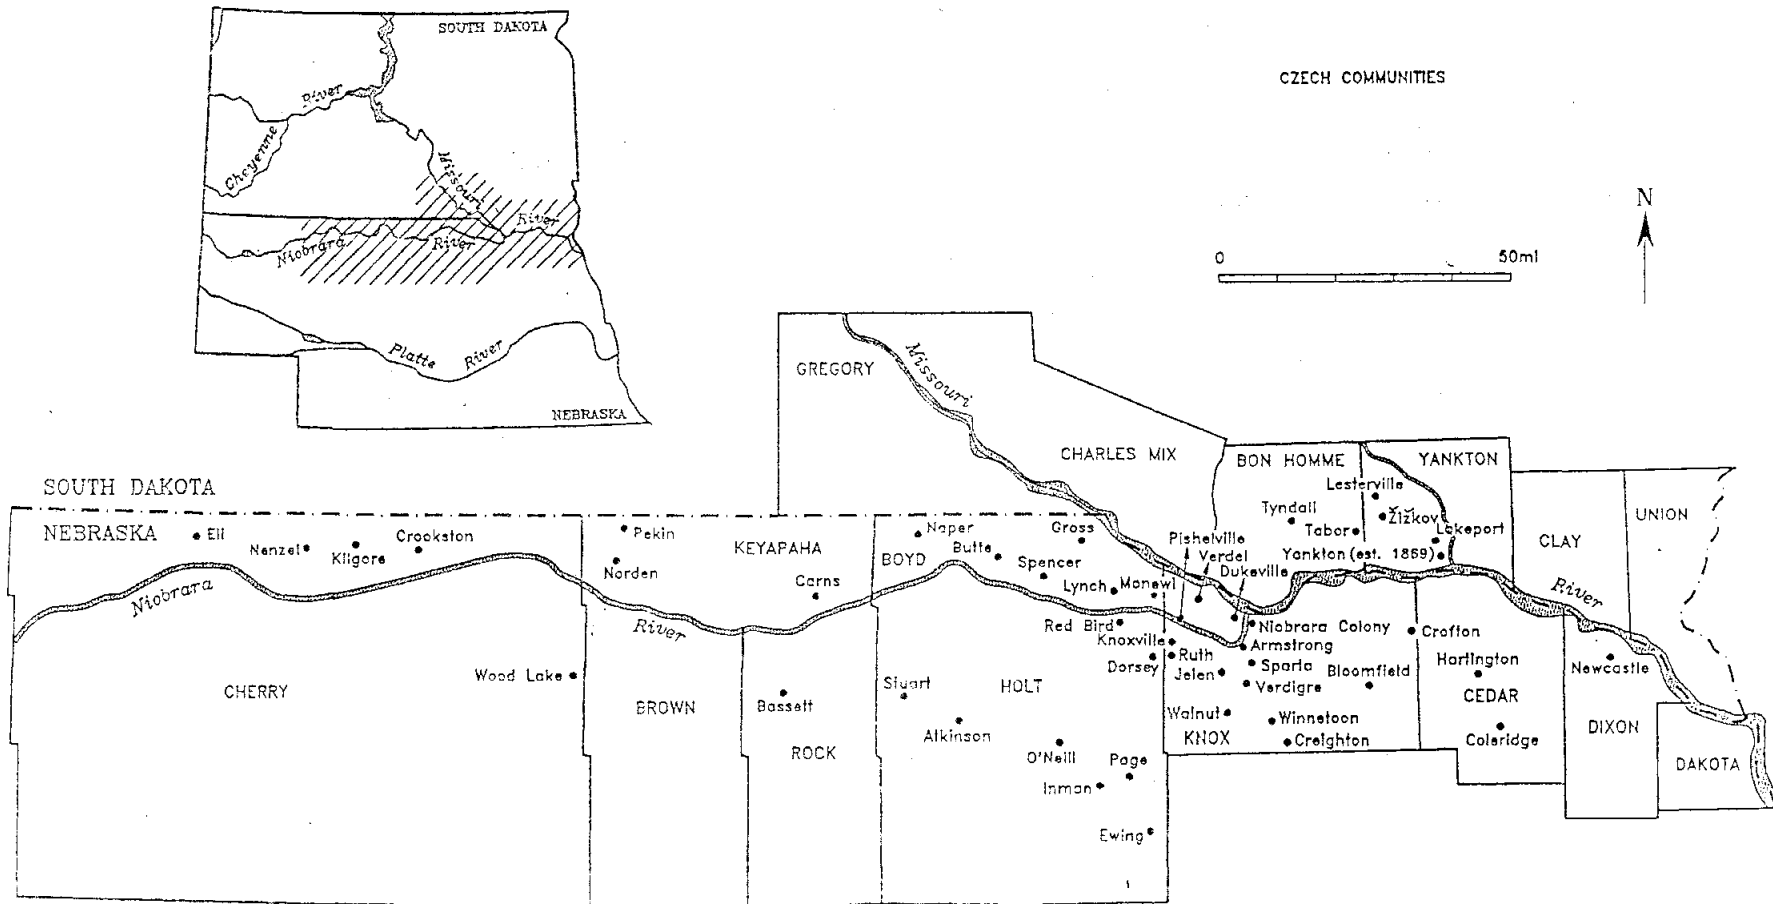 SOUTH DAKOTA
River
Cheyenne
Missouri
River
Niobrara
River
Platte
River
NEBRASKA
CZECH COMMUNITIES
N
0
50mi
GREGORY
Missouri
CHARLES MIX
BON HOMME
YANKTON
Lesterville
Tyndall
Žižkov
Tabor
Lakeport
Yankton (est. 1869)
CLAY
UNION
River
SOUTH DAKOTA
NEBRASKA
Eli
Nenzel
Kilgore
Crookston
Niobrara
River
Wood Lake
CHERRY
Pekin
Norden
KEYAPAHA
Carns
BROWN
Bassett
ROCK
Naper
Butte
BOYD
Spencer
Gross
Lynch
Monowi
Pishelville
Verdel
Dukeville
Red Bird
Knoxville
Dorsey
Ruth
Jelen
Niobrara Colony
Armstrong
Sparta
Verdigre
Bloomfield
Walnut
Winnetoon
KNOX
Creighton
Stuart
HOLT
Atkinson
O'Neill
Page
Inman
Ewing
Crofton
Hartington
CEDAR
Coleridge
Newcastle
DIXON
DAKOTA